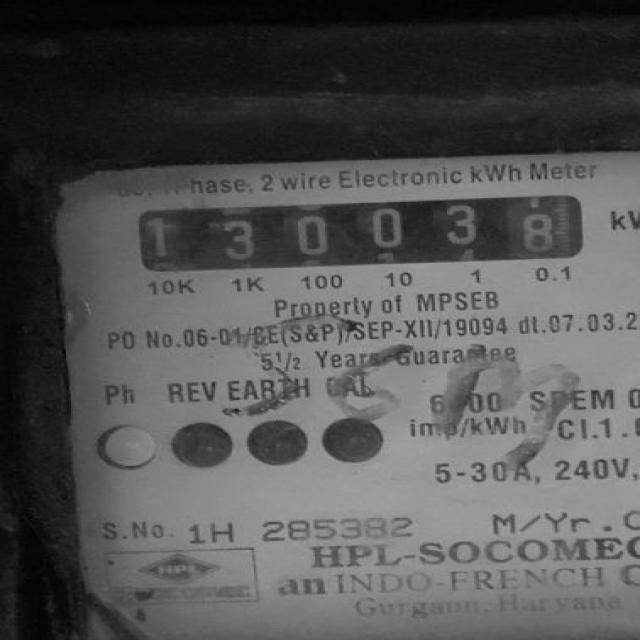 hase, 2 wire Electronic kWh Meter
1 3 0 0 3 8
10K 1K 100 10 1 0.1
Property of MPSEB
PO No.06-01/CE(S&P)/SEP-XII/19094 dt.07.03.2
5½ Years Guarantee
Ph REV EARTH CAL
imp/kWh Cl.1.
5-30A, 240V,
S.No. 1H 285382 M/Yr.
HPL-SOCOMEC
an INDO-FRENCH
Gurgaon, Haryana